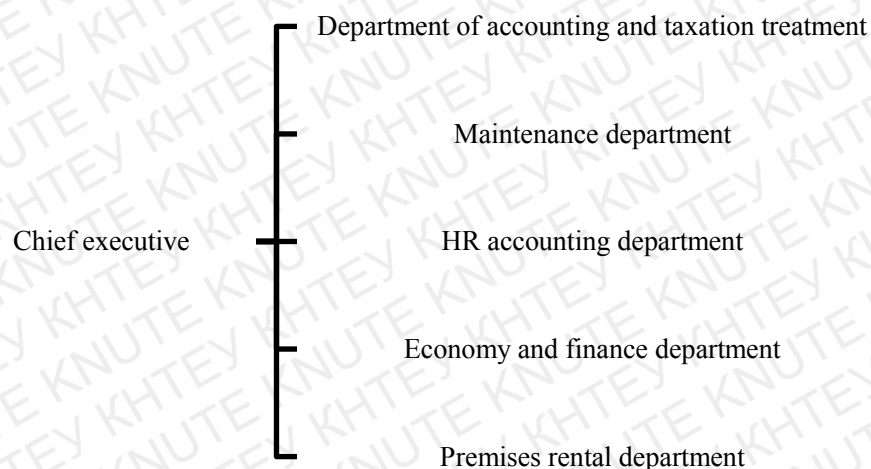 Department of accounting and taxation treatment
Maintenance department
Chief executive
HR accounting department
Economy and finance department
Premises rental department